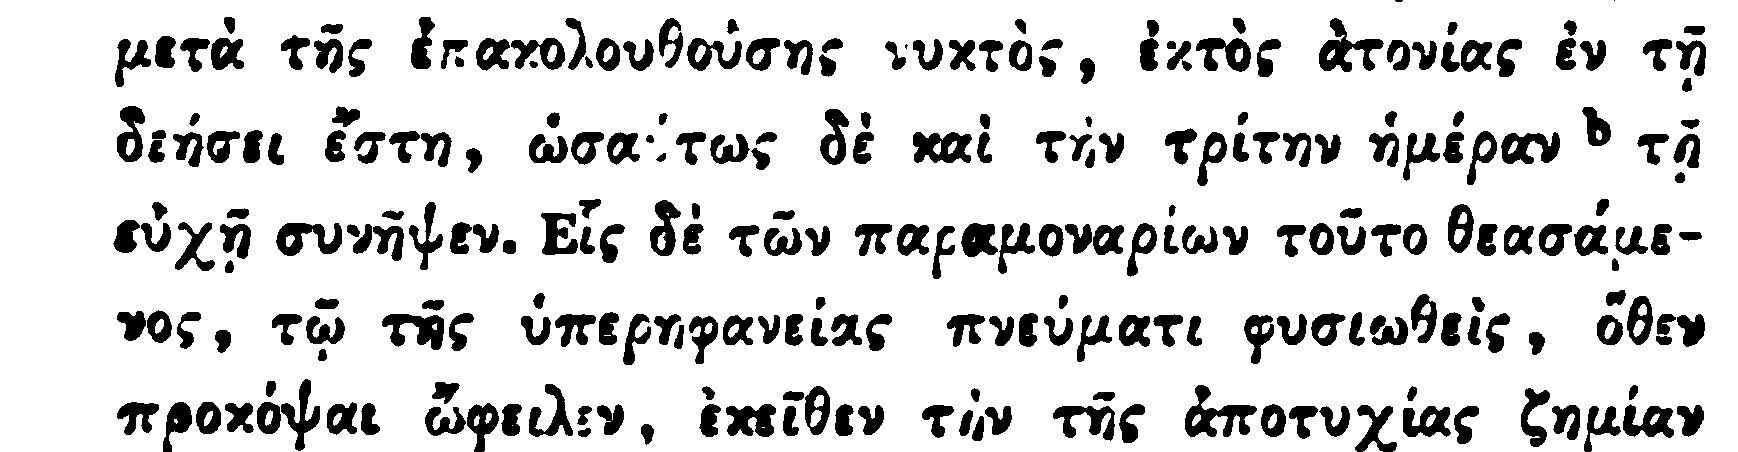 μετὰ τῆς ἐπακολουθούσης νυκτὸς, ἐκτὸς ἀτονίας ἐν τῇ
δεήσει ἔστη, ὡσαύτως δὲ καὶ τὴν τρίτην ἡμέραν b τῇ
εὐχῇ συνῆψεν. Εἷς δὲ τῶν παραμοναρίων τοῦτο θεασάμε-
νος, τῷ τῆς ὑπερηφανείας πνεύματι φυσιωθεὶς, ὅθεν
προκόψαι ὤφειλεν, ἐκεῖθεν τὴν τῆς ἀποτυχίας ζημίαν